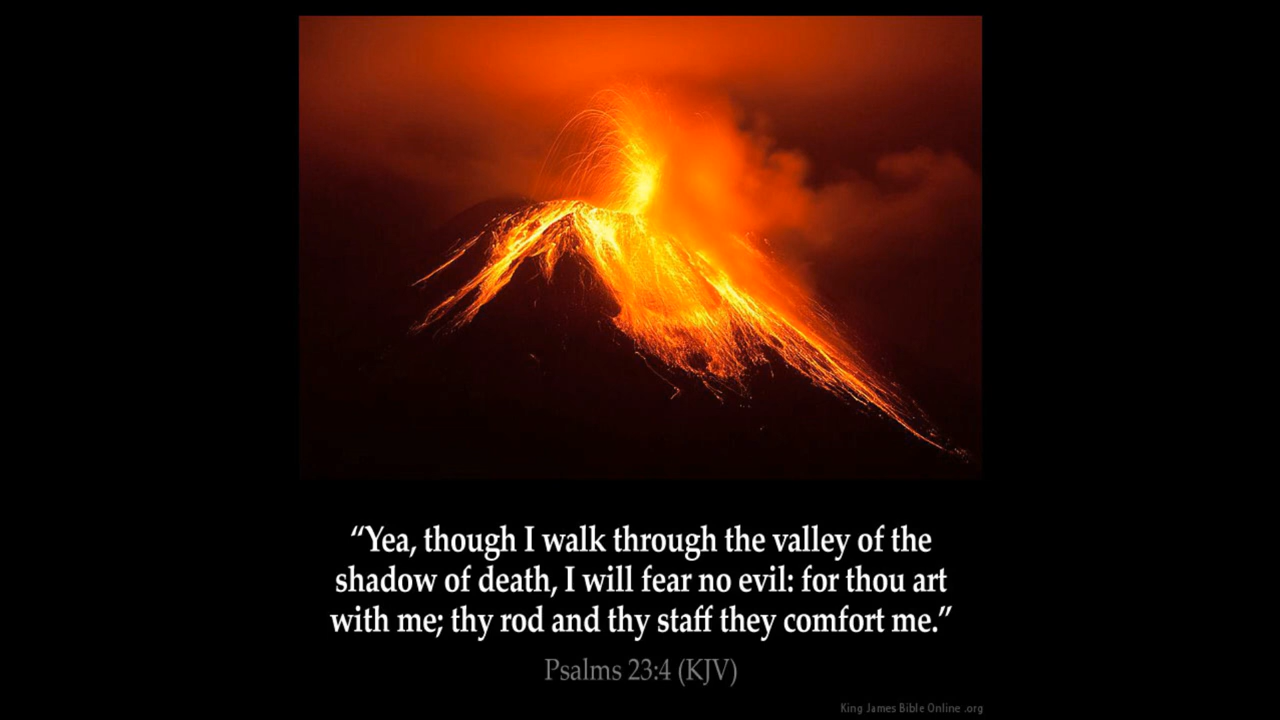 “Yea, though I walk through the valley of the
shadow of death, I will fear no evil: for thou art
with me; thy rod and thy staff they comfort me.”
Psalms 23:4 (KJV)
King James Bible Online .org